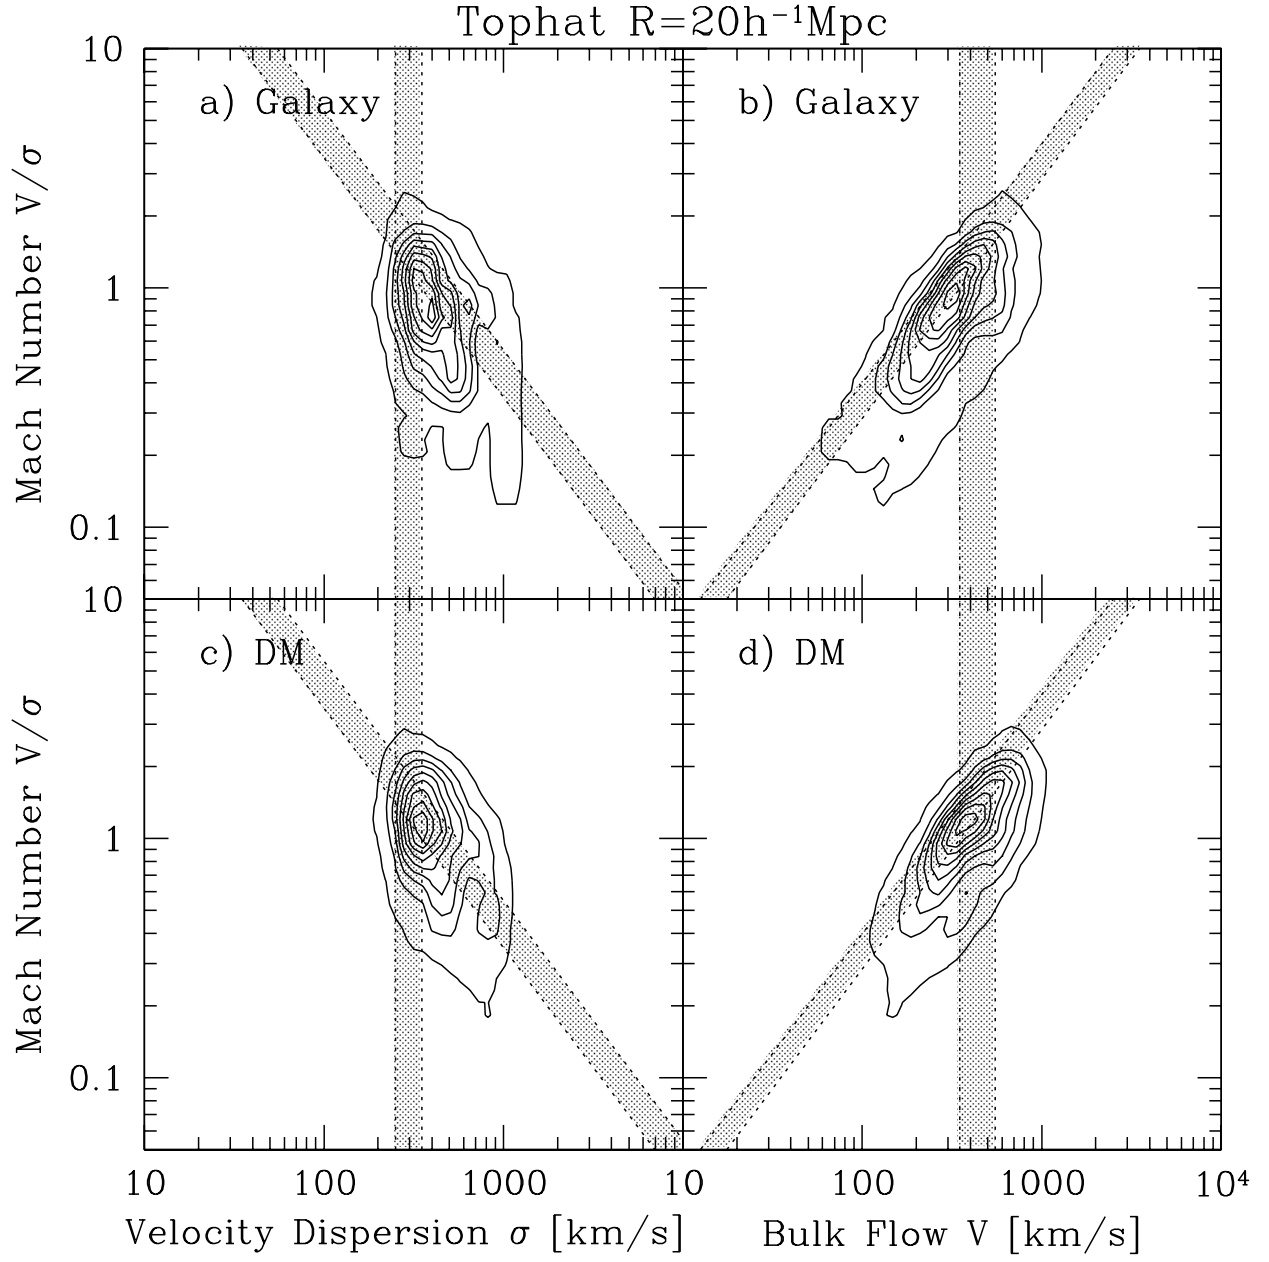 Tophat R=20h⁻¹Mpc
10
a) Galaxy
b) Galaxy
Mach Number V/σ
1
0.1
10
c) DM
d) DM
Mach Number V/σ
1
0.1
10 100 1000 10 100 1000 10⁴
Velocity Dispersion σ [km/s]
Bulk Flow V [km/s]